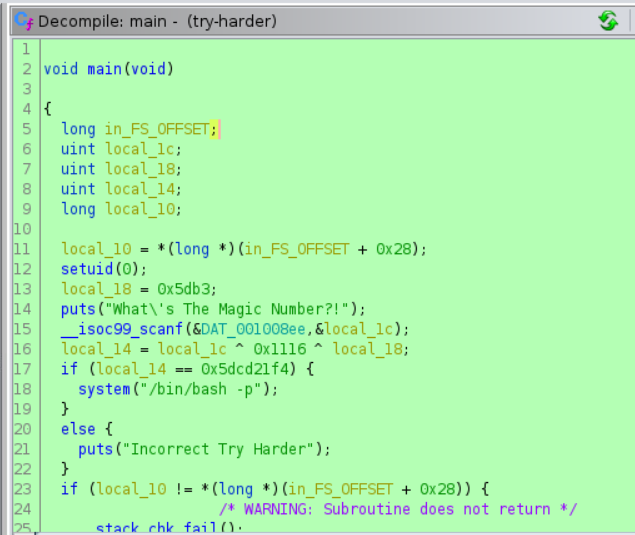 Cf Decompile: main - (try-harder)
1
2 void main(void)
3
4 {
5 long in_FS_OFFSET;
6 uint local_1c;
7 uint local_18;
8 uint local_14;
9 long local_10;
10
11 local_10 = *(long *)(in_FS_OFFSET + 0x28);
12 setuid(0);
13 local_18 = 0x5db3;
14 puts("What\'s The Magic Number?!");
15 __isoc99_scanf(&DAT_001008ee,&local_1c);
16 local_14 = local_1c ^ 0x1116 ^ local_18;
17 if (local_14 == 0x5dcd21f4) {
18 system("/bin/bash -p");
19 }
20 else {
21 puts("Incorrect Try Harder");
22 }
23 if (local_10 != *(long *)(in_FS_OFFSET + 0x28)) {
24 /* WARNING: Subroutine does not return */
25 __stack_chk_fail();